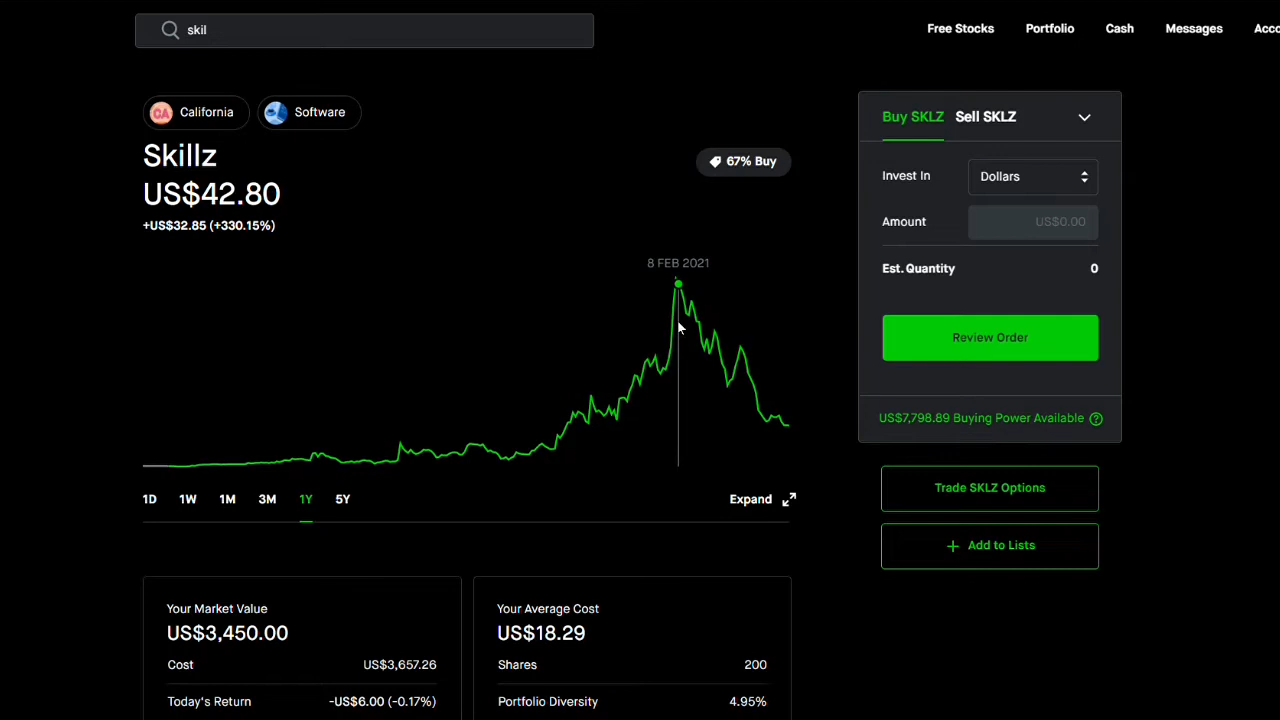 skil
Free Stocks Portfolio Cash Messages Acco
CA California Software
Buy SKLZ Sell SKLZ
Skillz
67% Buy
US$42.80
+US$32.85 (+330.15%)
Invest In Dollars
Amount US$0.00
Est. Quantity 0
8 FEB 2021
Review Order
US$7,798.89 Buying Power Available ?
1D 1W 1M 3M 1Y 5Y Expand
Trade SKLZ Options
+ Add to Lists
Your Market Value
US$3,450.00
Cost US$3,657.26
Today's Return -US$6.00 (-0.17%)
Your Average Cost
US$18.29
Shares 200
Portfolio Diversity 4.95%